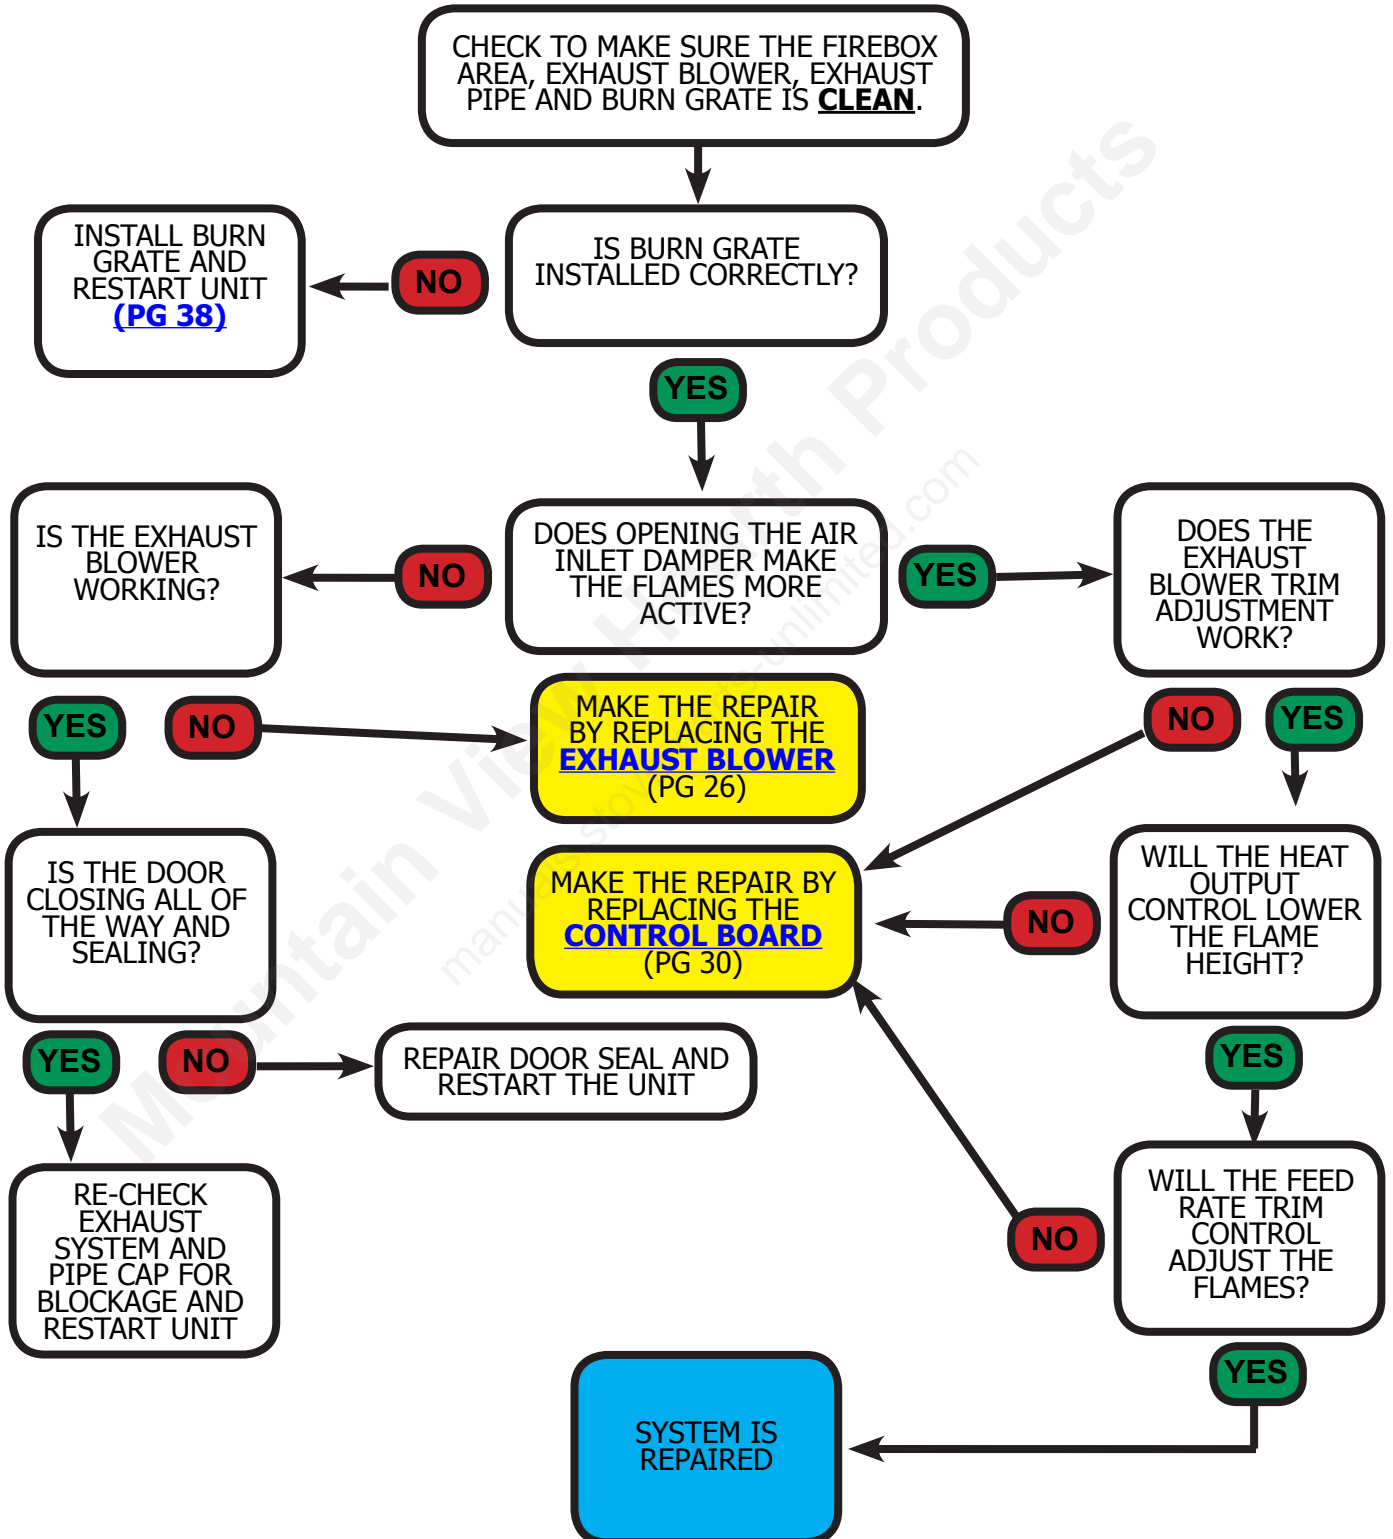 CHECK TO MAKE SURE THE FIREBOX
AREA, EXHAUST BLOWER, EXHAUST
PIPE AND BURN GRATE IS CLEAN.
INSTALL BURN
GRATE AND
RESTART UNIT
(PG 38)
NO
IS BURN GRATE
INSTALLED CORRECTLY?
YES
IS THE EXHAUST
BLOWER
WORKING?
NO
DOES OPENING THE AIR
INLET DAMPER MAKE
THE FLAMES MORE
ACTIVE?
YES
DOES THE
EXHAUST
BLOWER TRIM
ADJUSTMENT
WORK?
YES
NO
MAKE THE REPAIR
BY REPLACING THE
EXHAUST BLOWER
(PG 26)
NO
YES
IS THE DOOR
CLOSING ALL OF
THE WAY AND
SEALING?
MAKE THE REPAIR BY
REPLACING THE
CONTROL BOARD
(PG 30)
NO
WILL THE HEAT
OUTPUT
CONTROL LOWER
THE FLAME
HEIGHT?
YES
NO
REPAIR DOOR SEAL AND
RESTART THE UNIT
YES
RE-CHECK
EXHAUST
SYSTEM AND
PIPE CAP FOR
BLOCKAGE AND
RESTART UNIT
NO
WILL THE FEED
RATE TRIM
CONTROL
ADJUST THE
FLAMES?
YES
SYSTEM IS
REPAIRED
Mountain View Hearth Products